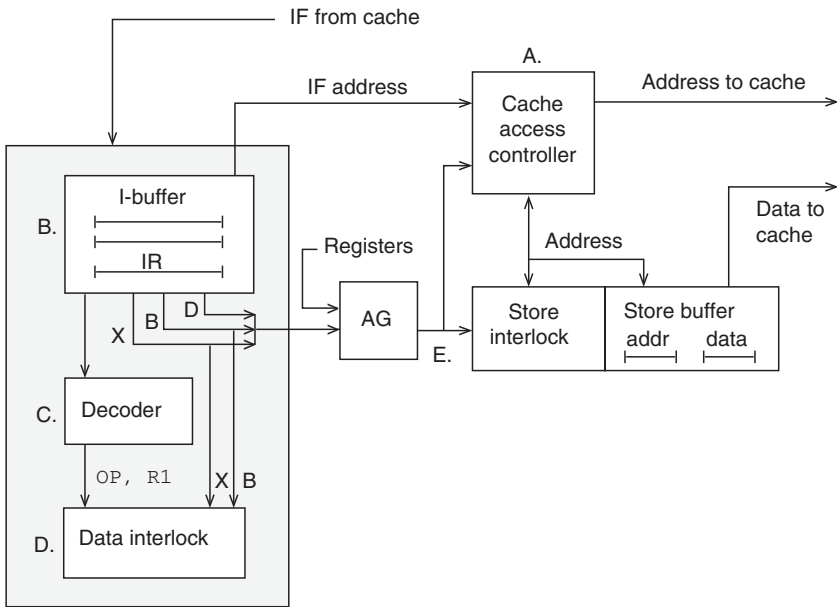 IF from cache
A.
IF address
Address to cache
Cache
access
controller
I-buffer
B.
IR
Data to
cache
Registers
Address
D
B
X
AG
Store
interlock
Store buffer
addr data
E.
C.
Decoder
OP, R1
X B
D.
Data interlock